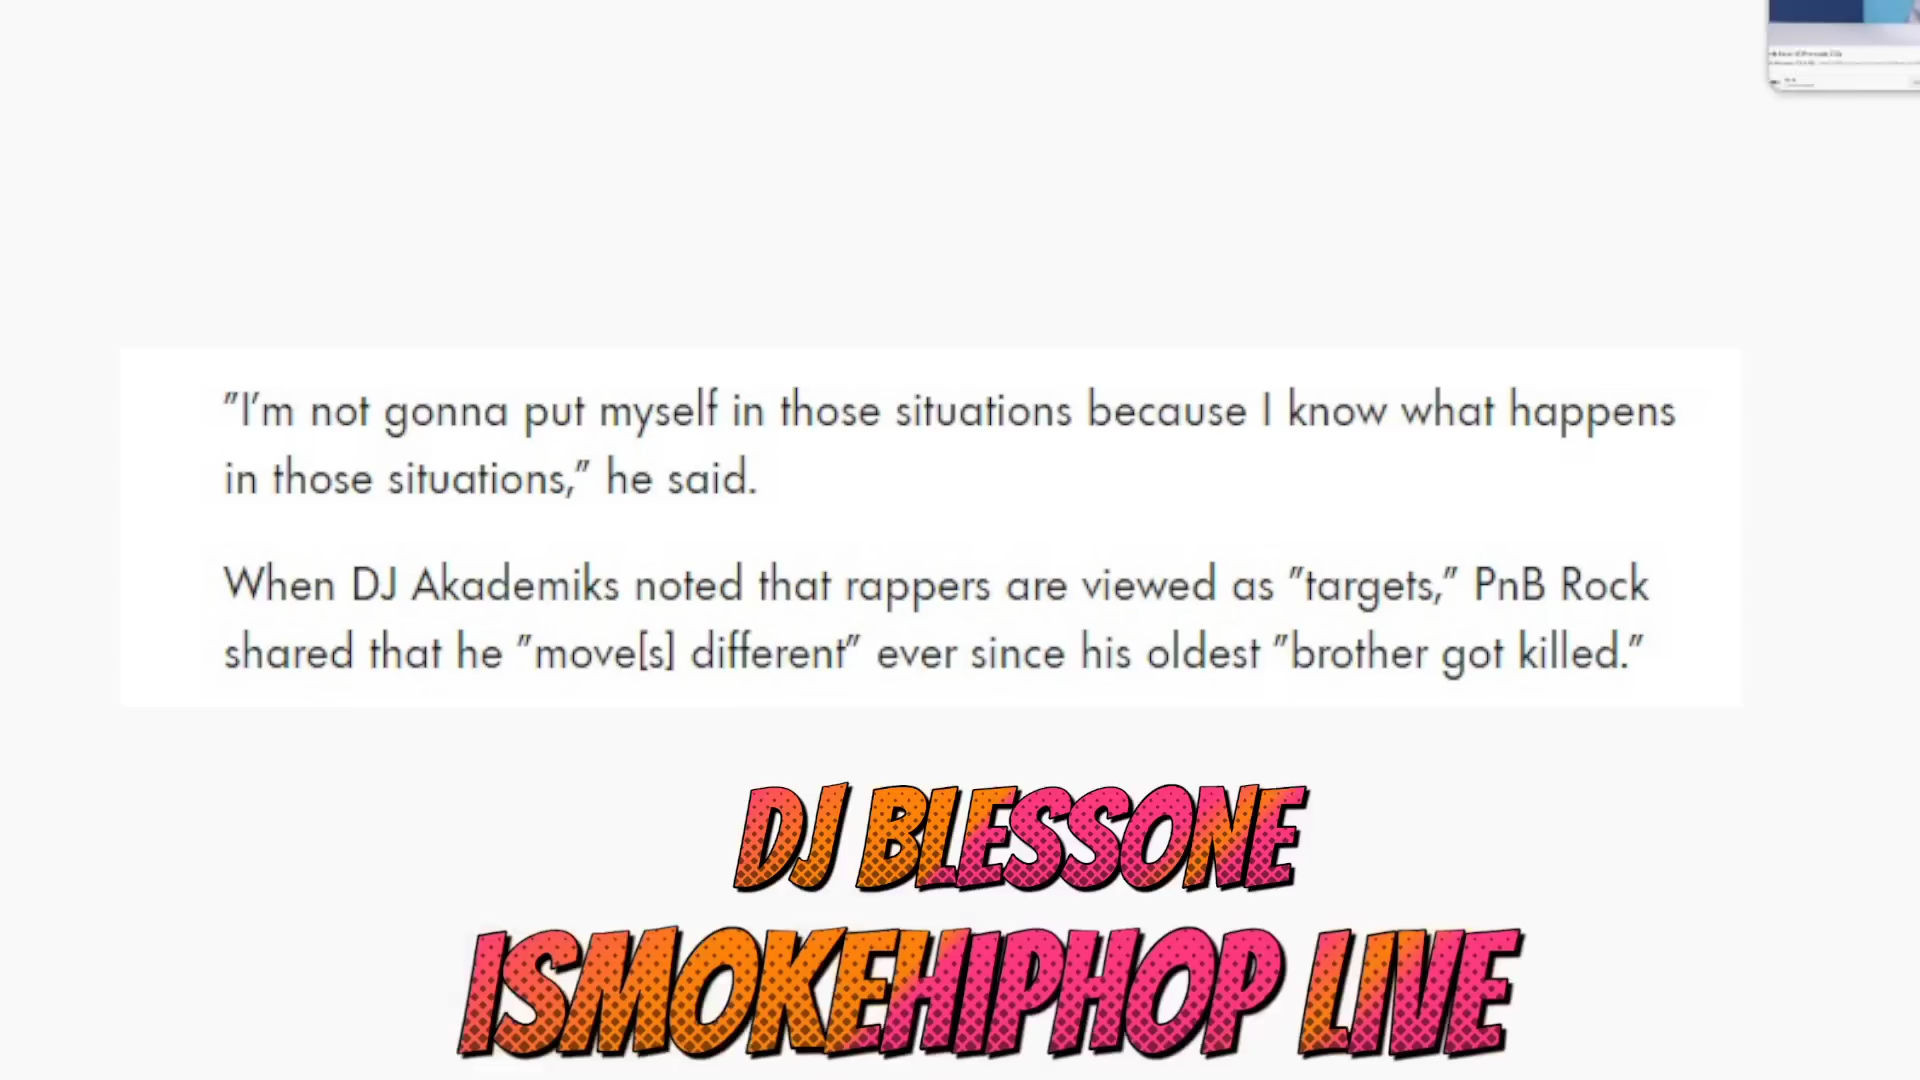 "I'm not gonna put myself in those situations because I know what happens
in those situations," he said.
When DJ Akademiks noted that rappers are viewed as "targets," PnB Rock
shared that he "move[s] different" ever since his oldest "brother got killed."
DJ BLESSONE
ISMOKEHIPHOP LIVE